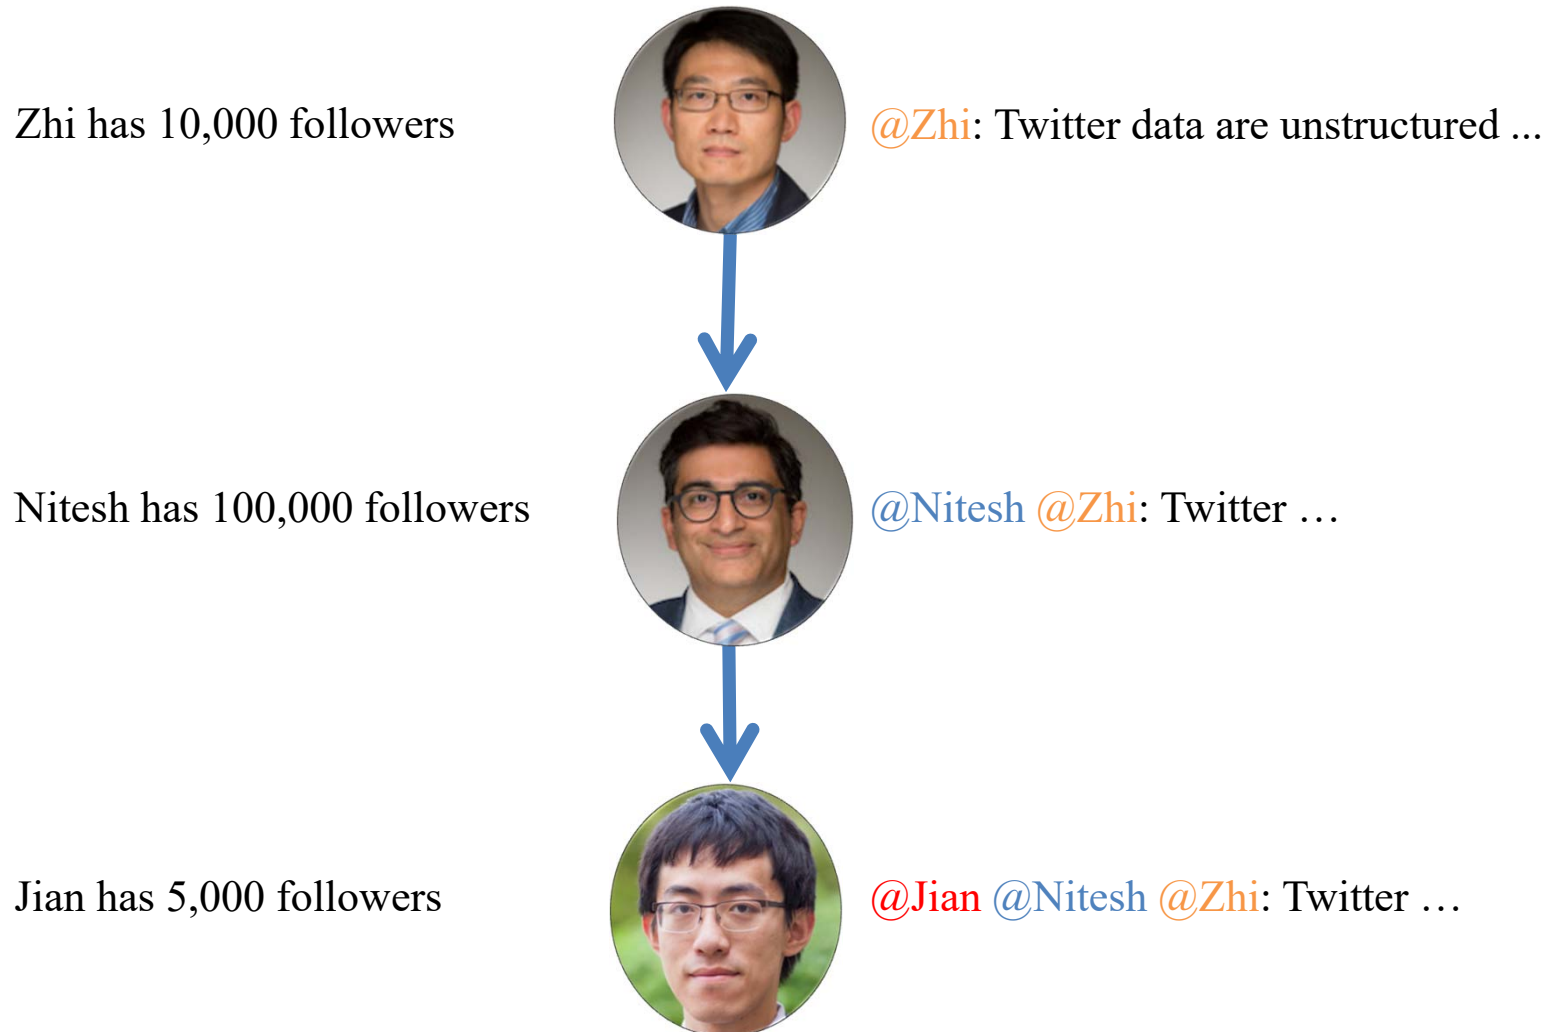 Zhi has 10,000 followers
@Zhi: Twitter data are unstructured ...
Nitesh has 100,000 followers
@Nitesh @Zhi: Twitter …
Jian has 5,000 followers
@Jian @Nitesh @Zhi: Twitter …